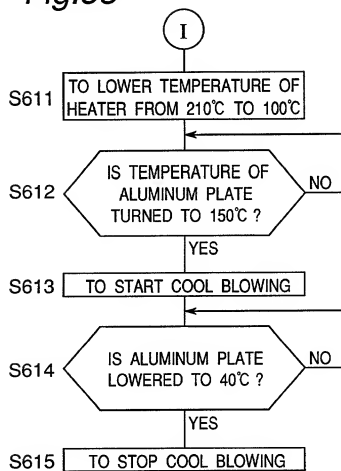 I
S611
TO LOWER TEMPERATURE OF
HEATER FROM 210℃ TO 100℃
S612
IS TEMPERATURE OF
ALUMINUM PLATE
TURNED TO 150℃ ?
NO
YES
S613
TO START COOL BLOWING
S614
IS ALUMINUM PLATE
LOWERED TO 40℃ ?
NO
YES
S615
TO STOP COOL BLOWING